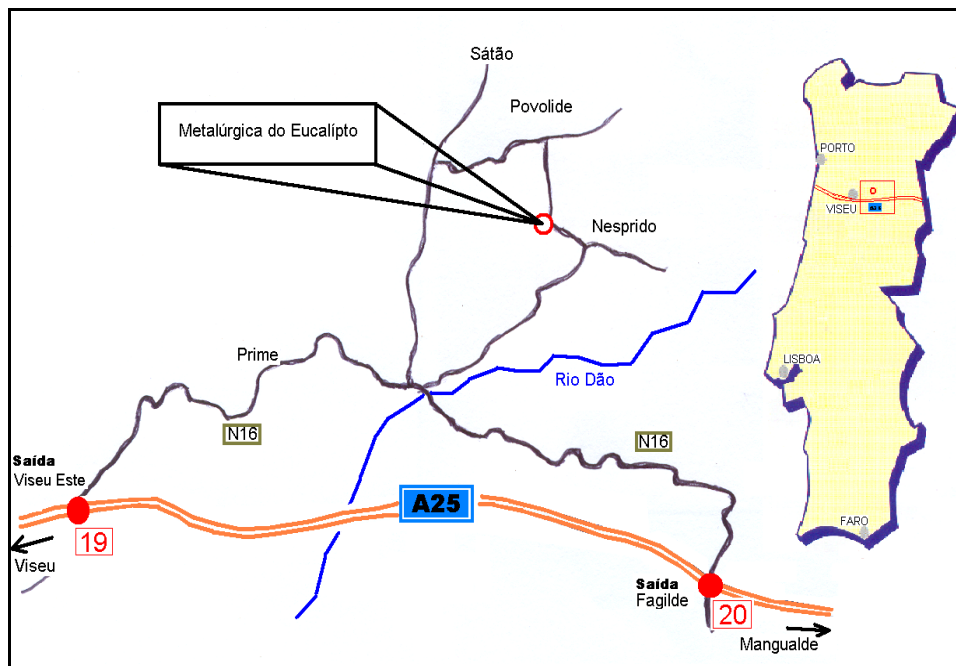 Sátão
Povolide
Metalúrgica do Eucalípto
Nesprido
Prime
Rio Dão
N16
N16
Saída
Viseu Este
A25
19
Viseu
Saída
Fagilde
20
Mangualde
PORTO
VISEU
LISBOA
FARO